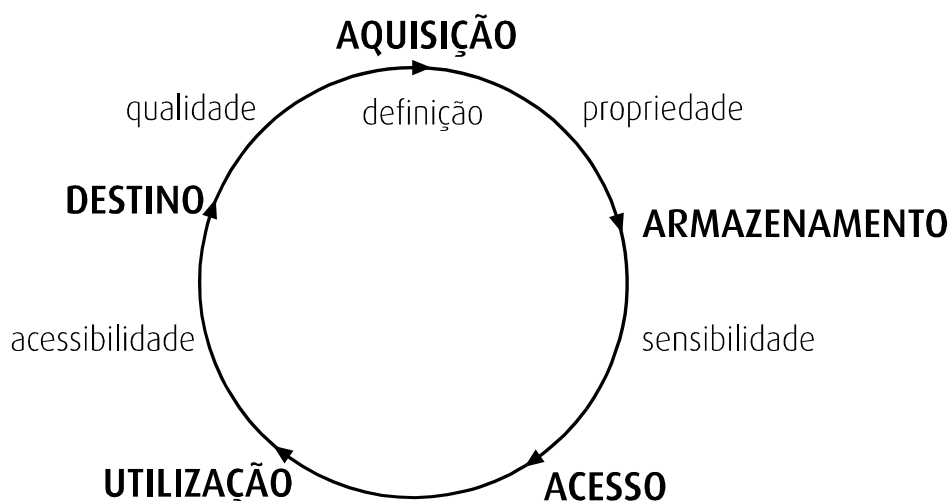 AQUISIÇÃO
qualidade
definição
propriedade
DESTINO
ARMAZENAMENTO
acessibilidade
sensibilidade
UTILIZAÇÃO
ACESSO